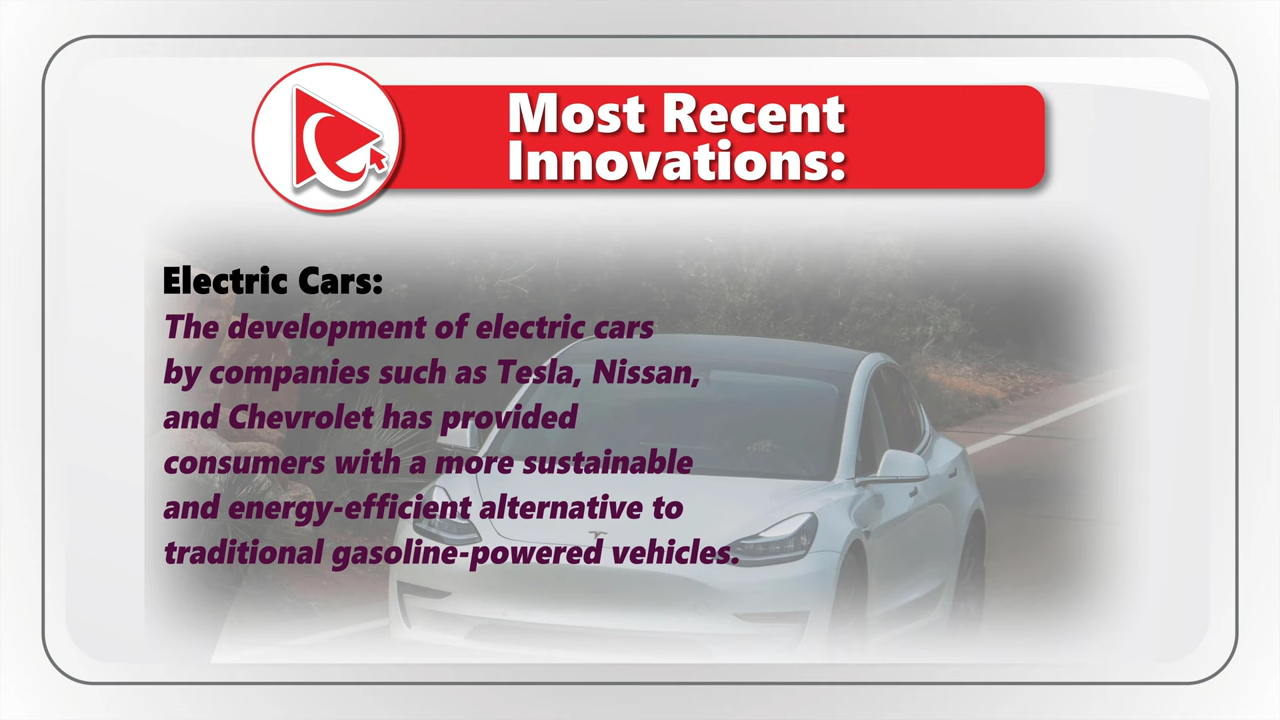 Most Recent
Innovations:
Electric Cars:
The development of electric cars
by companies such as Tesla, Nissan,
and Chevrolet has provided
consumers with a more sustainable
and energy-efficient alternative to
traditional gasoline-powered vehicles.